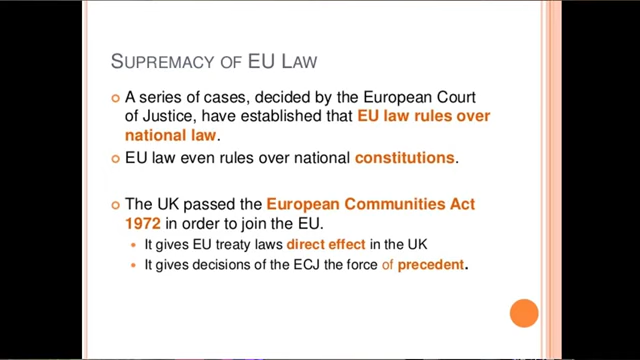 SUPREMACY OF EU LAW
A series of cases, decided by the European Court
of Justice, have established that EU law rules over
national law.
EU law even rules over national constitutions.
The UK passed the European Communities Act
1972 in order to join the EU.
It gives EU treaty laws direct effect in the UK
It gives decisions of the ECJ the force of precedent.